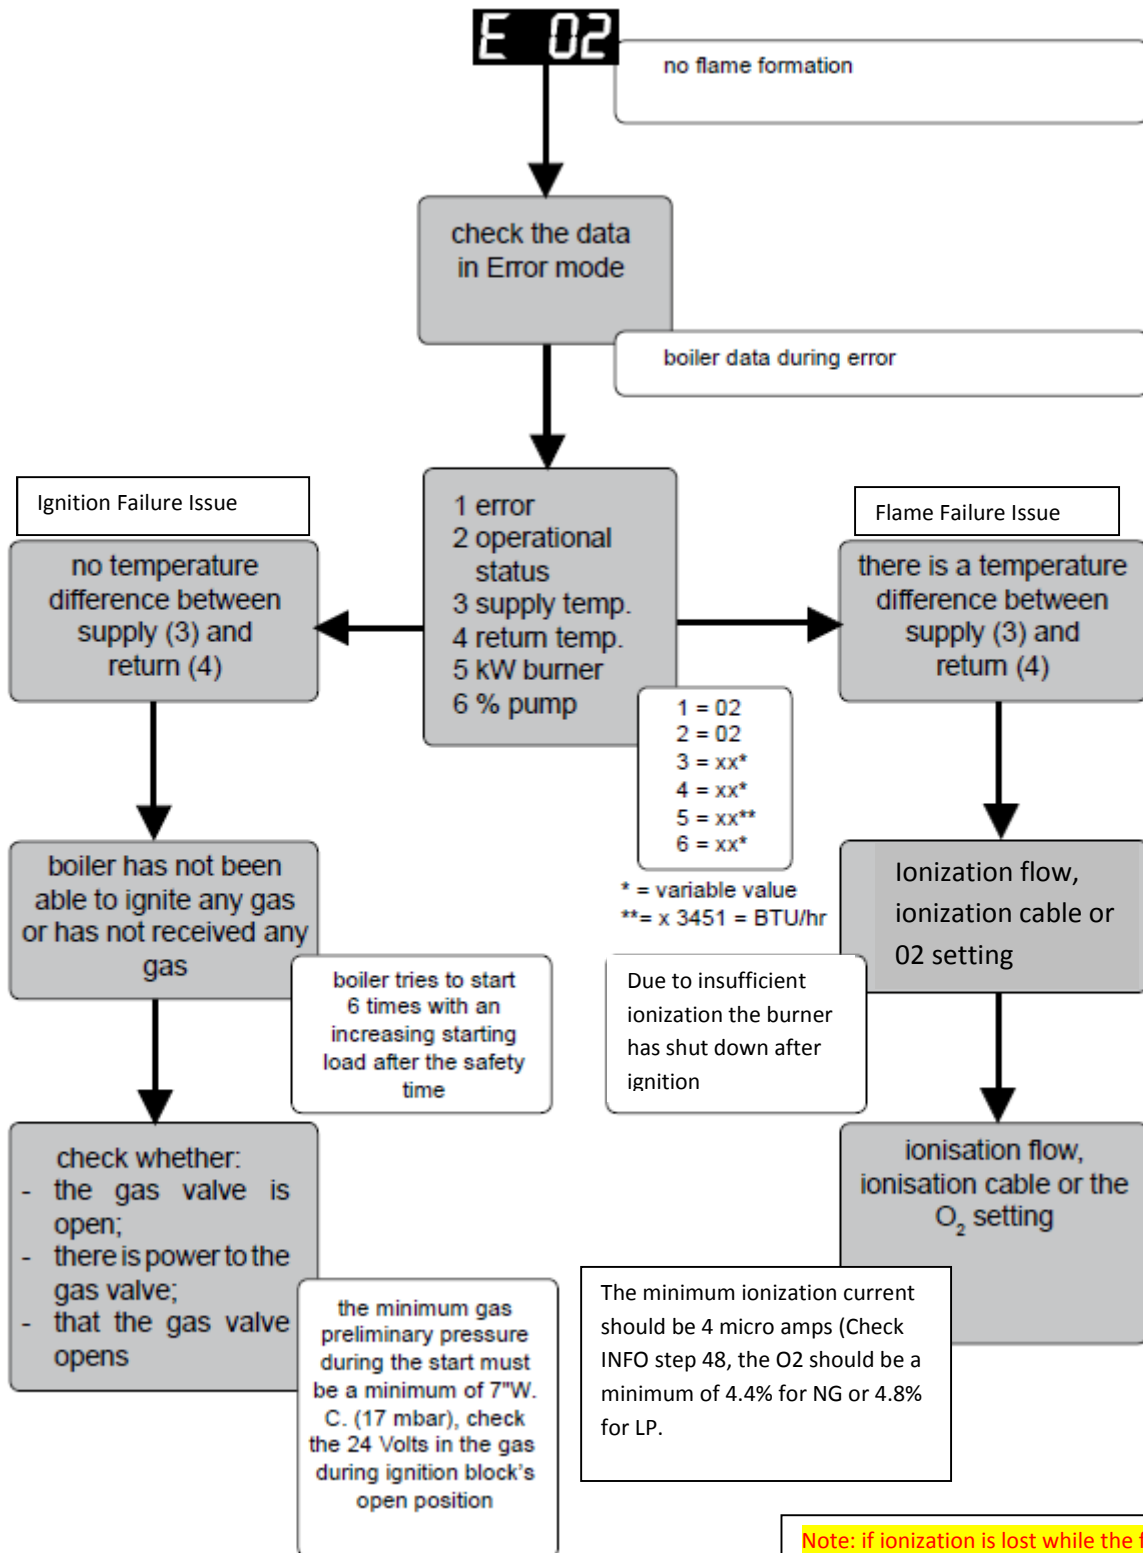 E 02
no flame formation
check the data
in Error mode
boiler data during error
1 error
2 operational
status
3 supply temp.
4 return temp.
5 kW burner
6 % pump
1 = 02
2 = 02
3 = xx*
4 = xx*
5 = xx**
6 = xx*
* = variable value
**= x 3451 = BTU/hr
Ignition Failure Issue
no temperature
difference between
supply (3) and
return (4)
boiler has not been
able to ignite any gas
or has not received any
gas
boiler tries to start
6 times with an
increasing starting
load after the safety
time
check whether:
- the gas valve is
open;
- there is power to the
gas valve;
- that the gas valve
opens
the minimum gas
preliminary pressure
during the start must
be a minimum of 7"W.
C. (17 mbar), check
the 24 Volts in the gas
during ignition block's
open position
Flame Failure Issue
there is a temperature
difference between
supply (3) and
return (4)
Ionization flow,
ionization cable or
02 setting
Due to insufficient
ionization the burner
has shut down after
ignition
ionisation flow,
ionisation cable or the
O₂ setting
The minimum ionization current
should be 4 micro amps (Check
INFO step 48, the O2 should be a
minimum of 4.4% for NG or 4.8%
for LP.
Note: if ionization is lost while the